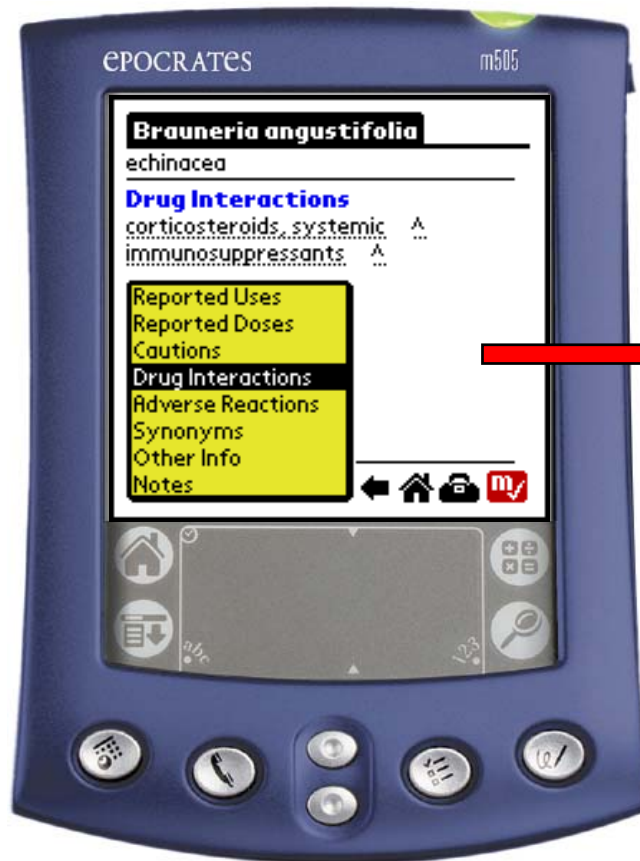 ePOCRATeS m505
Brauneria angustifolia
echinacea
Drug Interactions
corticosteroids, systemic ^
immunosuppressants ^
Reported Uses
Reported Doses
Cautions
Drug Interactions
Adverse Reactions
Synonyms
Other Info
Notes
m
+ ÷
× =
abc 123